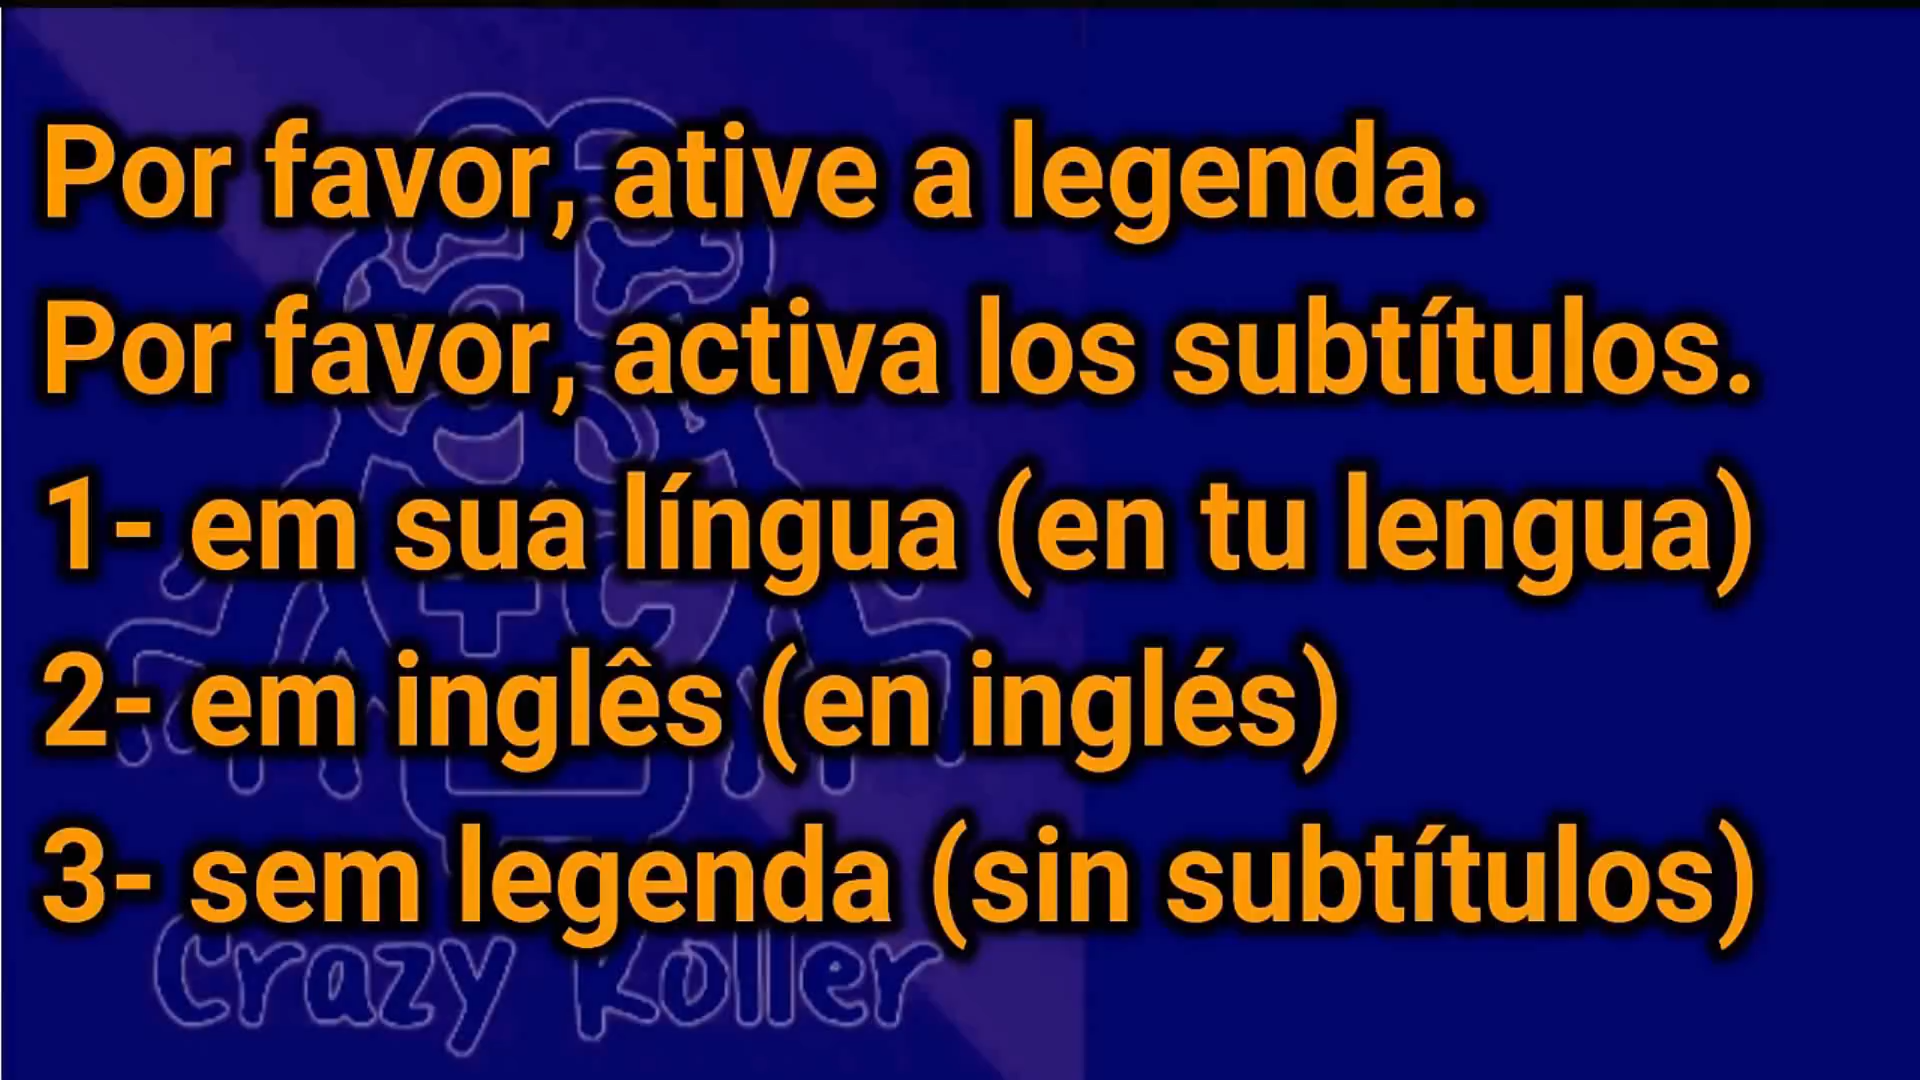 Por favor, ative a legenda.
Por favor, activa los subtítulos.
1- em sua língua (en tu lengua)
2- em inglês (en inglés)
3- sem legenda (sin subtítulos)
Crazy Koller